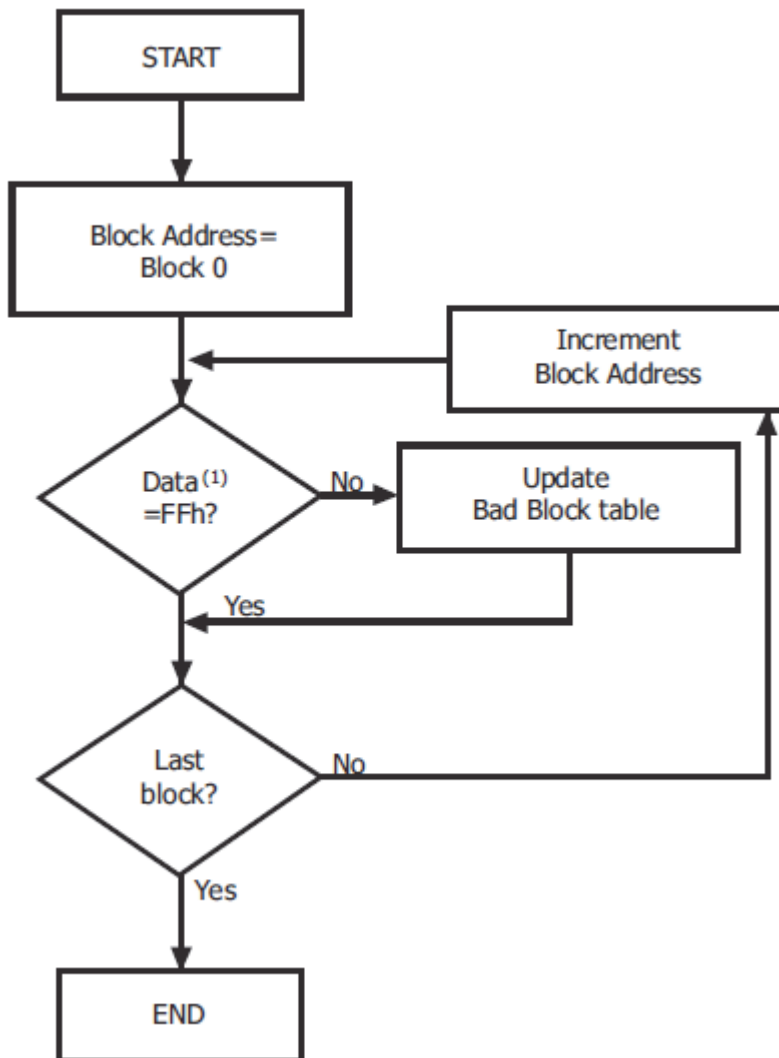 START
Block Address=
Block 0
Increment
Block Address
Data(1)
=FFh?
No
Update
Bad Block table
Yes
Last
block?
No
Yes
END